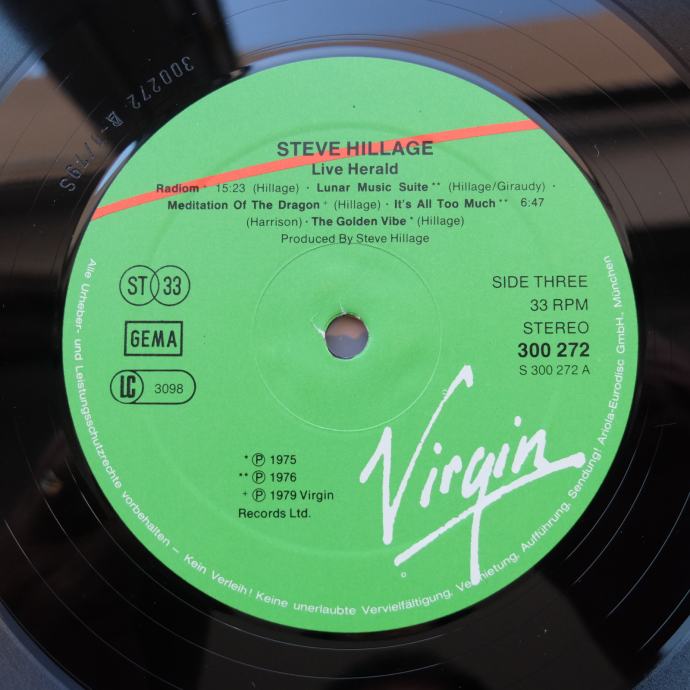 300272 A-1779S
STEVE HILLAGE
Live Herald
Radiom + 15:23 (Hillage) · Lunar Music Suite ** (Hillage/Giraudy) ·
Meditation Of The Dragon + (Hillage) · It's All Too Much ** 6:47
(Harrison) · The Golden Vibe * (Hillage)
Produced By Steve Hillage
ST 33
GEMA
LC 3098
SIDE THREE
33 RPM
STEREO
300 272
S 300 272 A
* Ⓟ 1975
** Ⓟ 1976
+ Ⓟ 1979 Virgin
Records Ltd.
Virgin
Alle Urheber- und Leistungsschutzrechte vorbehalten – Kein Verleih! Keine unerlaubte Vervielfältigung, Vermietung, Aufführung, Sendung! Ariola-Eurodisc GmbH., München